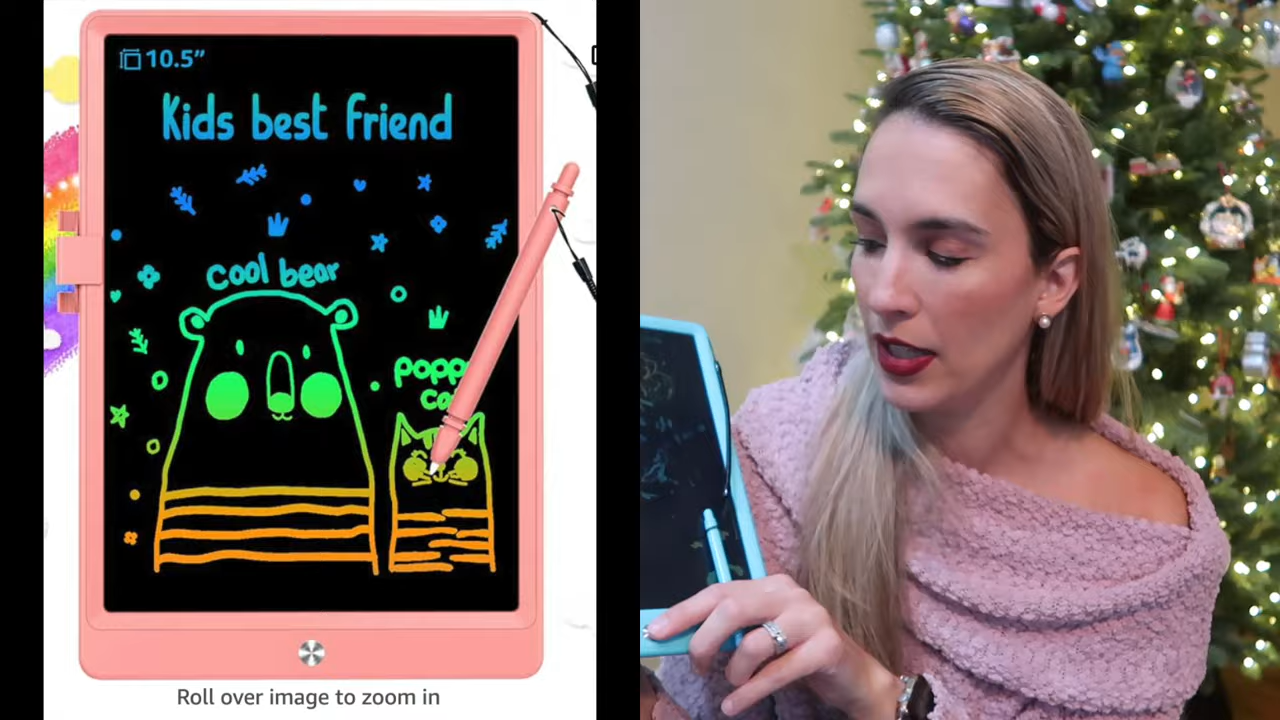 10.5”
Kids best friend
cool bear
Roll over image to zoom in